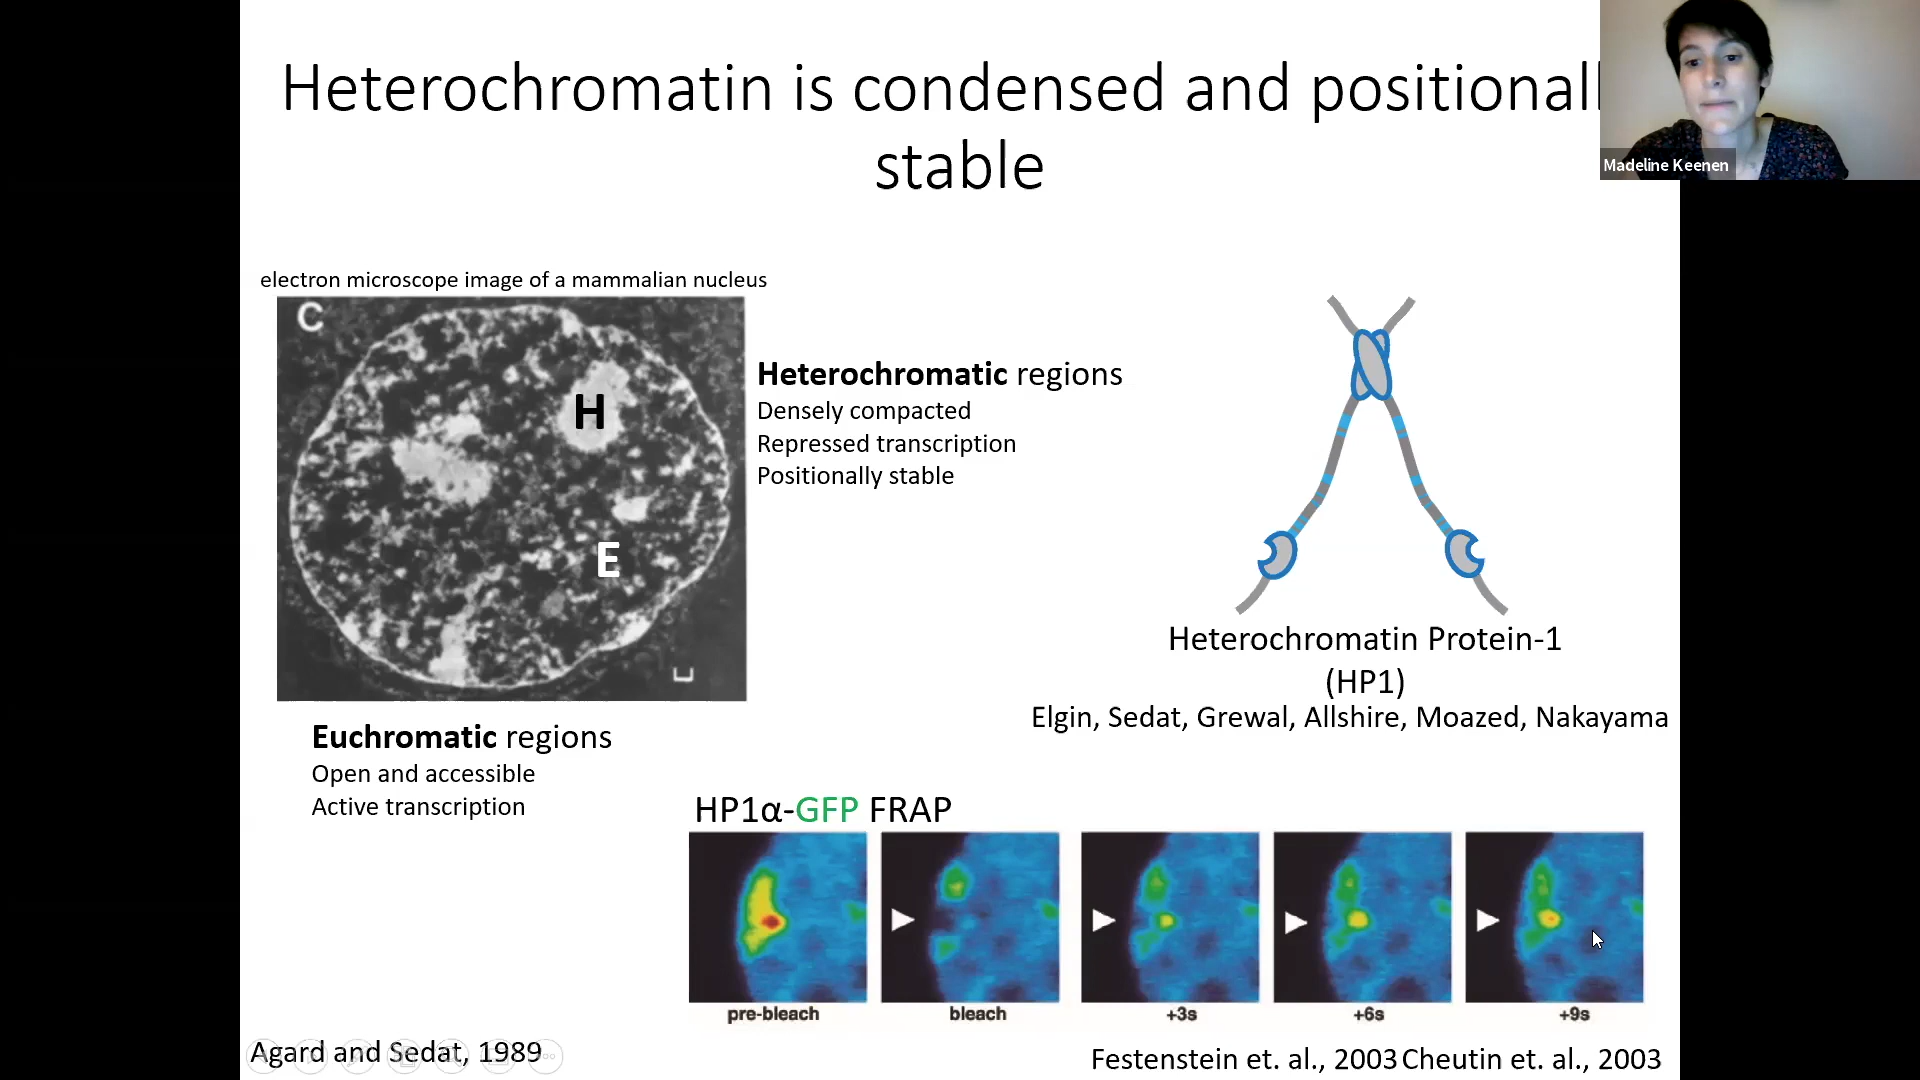 Heterochromatin is condensed and positionall
stable
Madeline Keenen
electron microscope image of a mammalian nucleus
C
H
E
Heterochromatic regions
Densely compacted
Repressed transcription
Positionally stable
Heterochromatin Protein-1
(HP1)
Elgin, Sedat, Grewal, Allshire, Moazed, Nakayama
Euchromatic regions
Open and accessible
Active transcription
HP1α-GFP FRAP
pre-bleach
bleach
+3s
+6s
+9s
Agard and Sedat, 1989
Festenstein et. al., 2003 Cheutin et. al., 2003